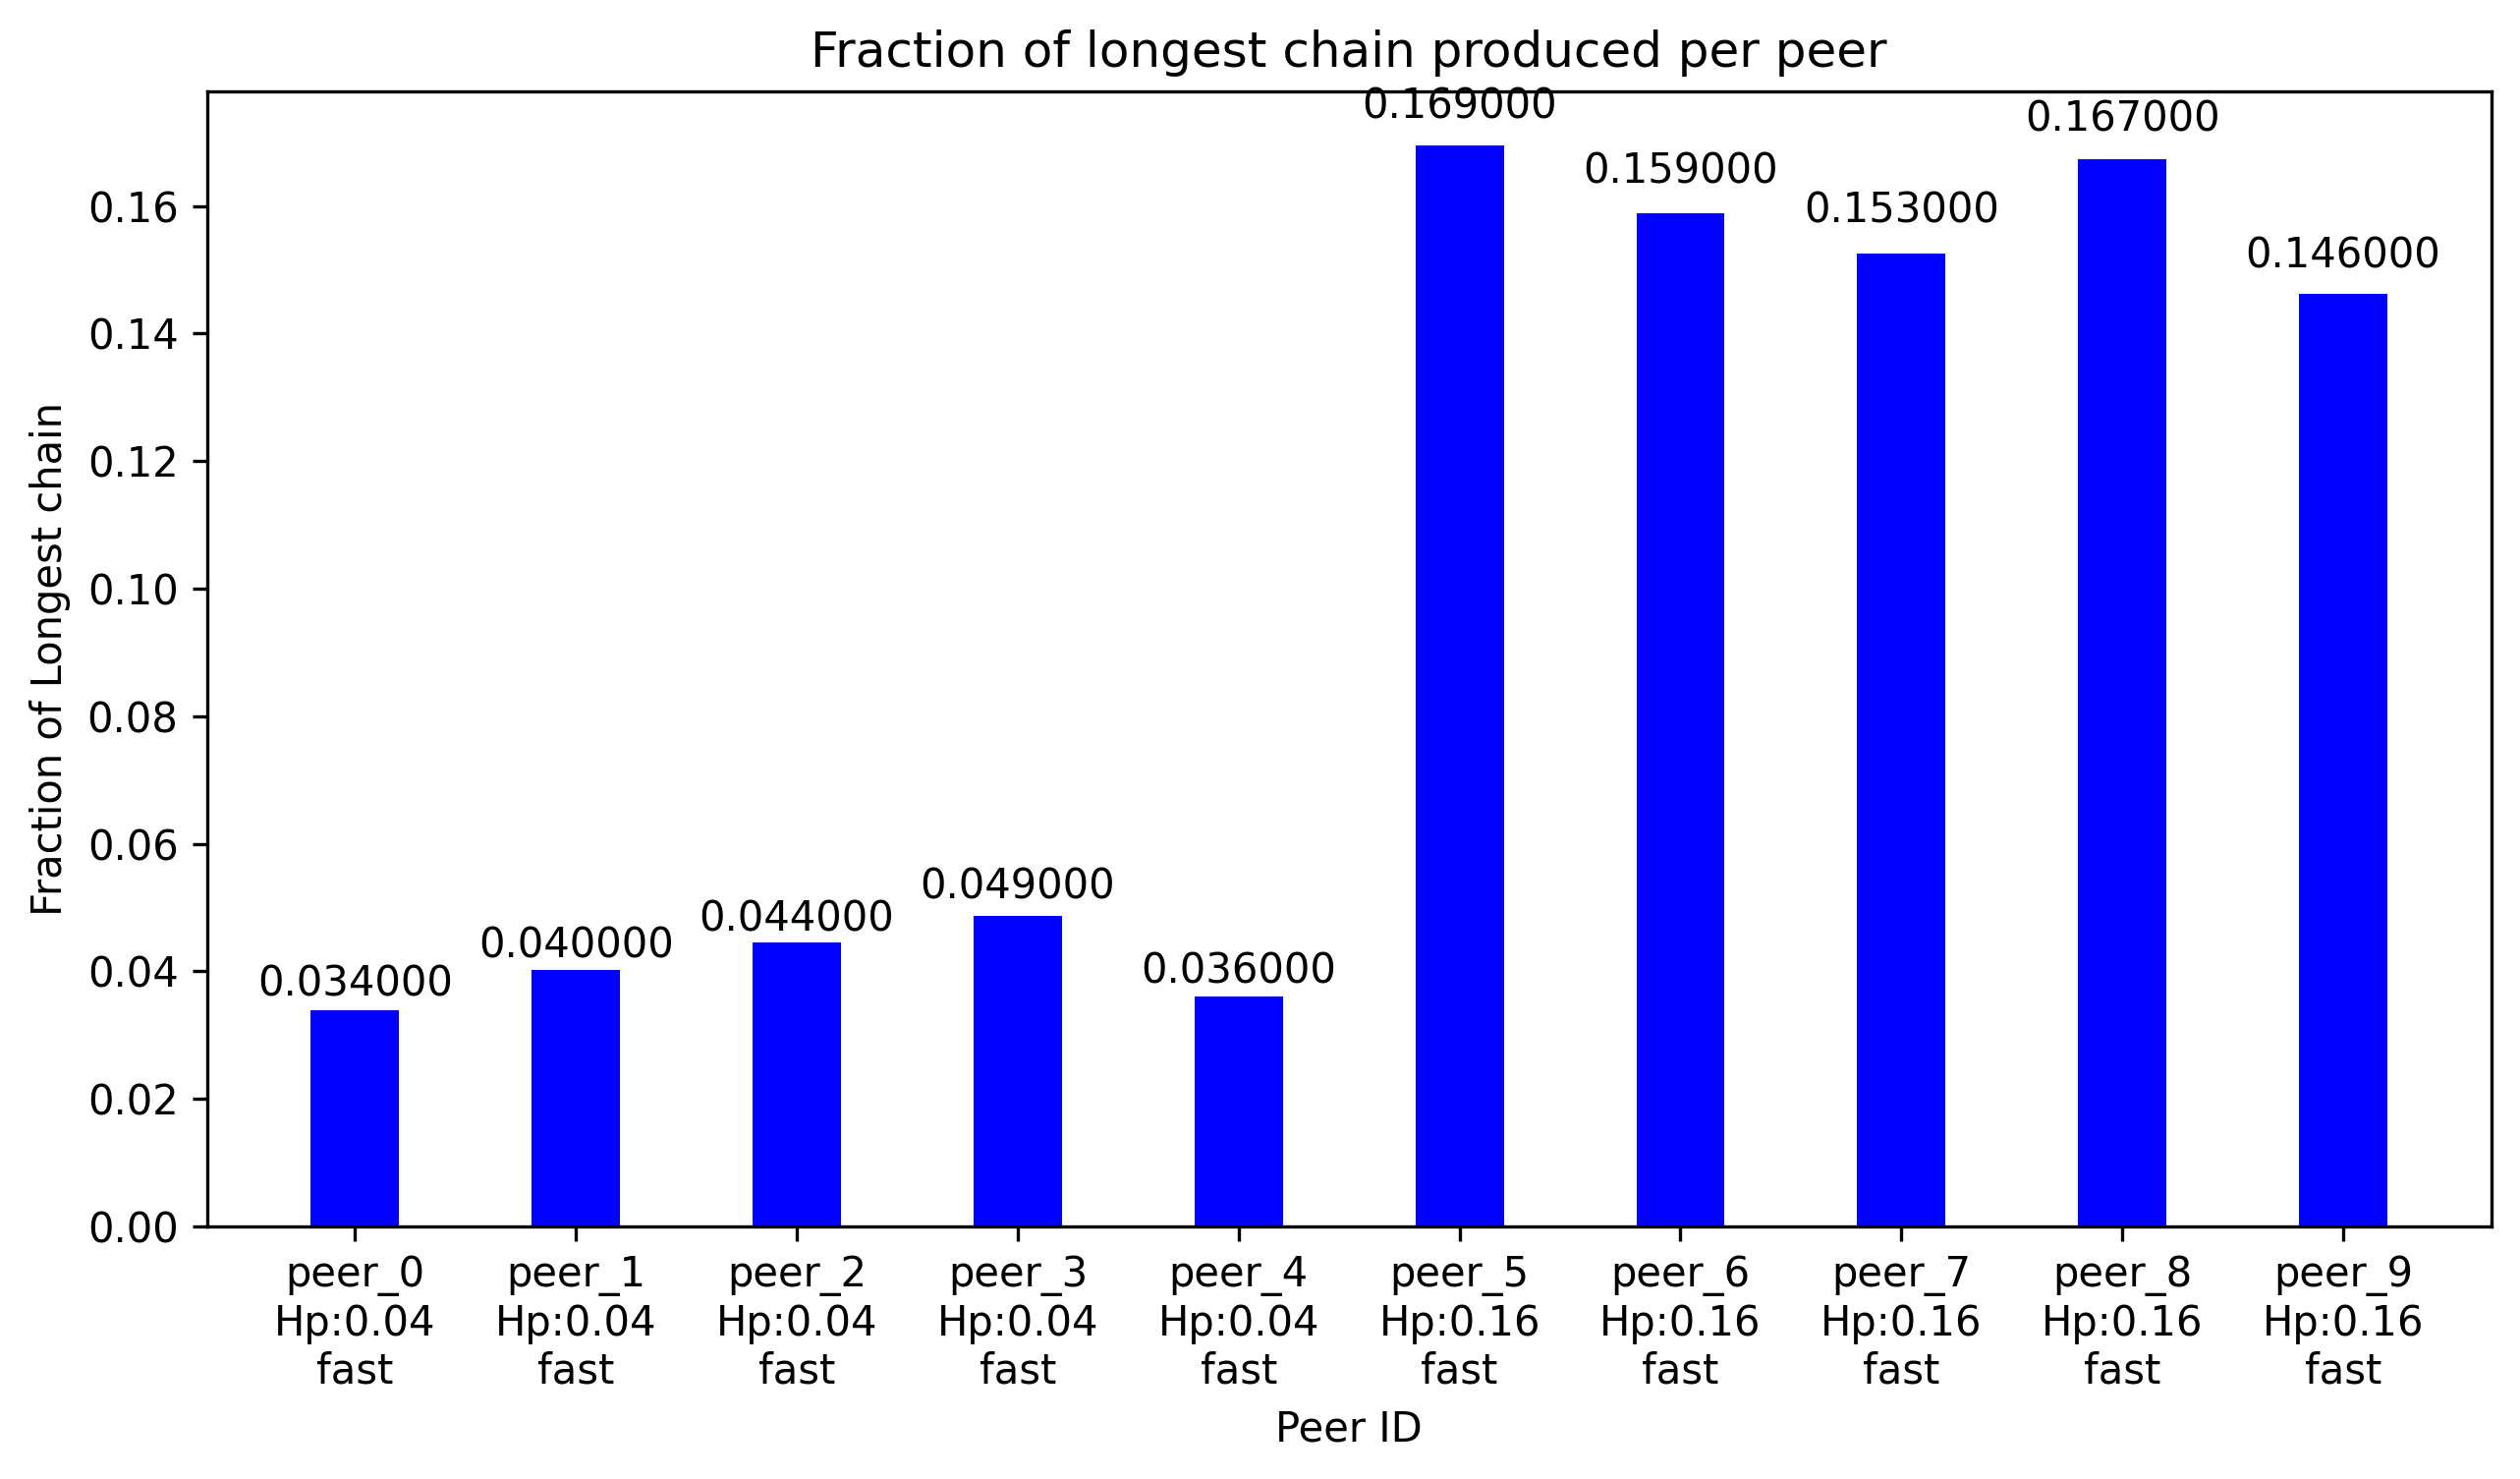 Fraction of longest chain produced per peer
Fraction of Longest chain
0.16
0.14
0.12
0.10
0.08
0.06
0.04
0.02
0.00
0.034000
0.040000
0.044000
0.049000
0.036000
0.169000
0.159000
0.153000
0.167000
0.146000
peer_0
Hp:0.04
fast
peer_1
Hp:0.04
fast
peer_2
Hp:0.04
fast
peer_3
Hp:0.04
fast
peer_4
Hp:0.04
fast
peer_5
Hp:0.16
fast
peer_6
Hp:0.16
fast
peer_7
Hp:0.16
fast
peer_8
Hp:0.16
fast
peer_9
Hp:0.16
fast
Peer ID